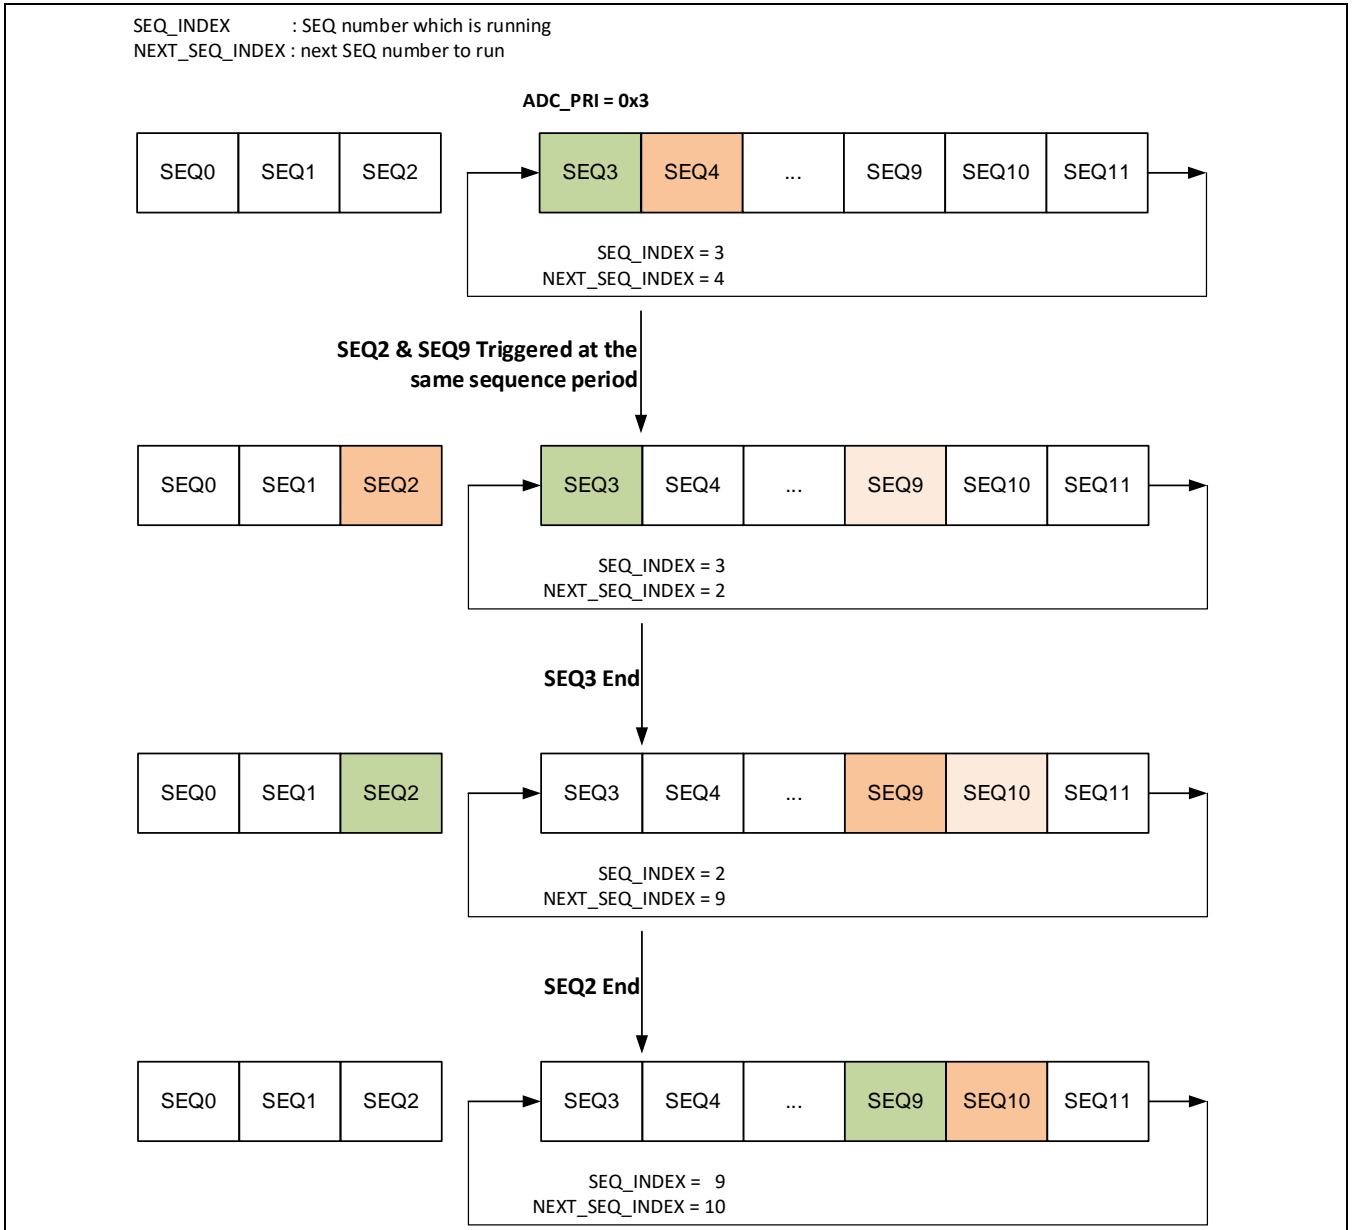 SEQ_INDEX : SEQ number which is running
NEXT_SEQ_INDEX : next SEQ number to run
ADC_PRI = 0x3
SEQ0 SEQ1 SEQ2 SEQ3 SEQ4 ... SEQ9 SEQ10 SEQ11
SEQ_INDEX = 3
NEXT_SEQ_INDEX = 4
SEQ2 & SEQ9 Triggered at the
same sequence period
SEQ0 SEQ1 SEQ2 SEQ3 SEQ4 ... SEQ9 SEQ10 SEQ11
SEQ_INDEX = 3
NEXT_SEQ_INDEX = 2
SEQ3 End
SEQ0 SEQ1 SEQ2 SEQ3 SEQ4 ... SEQ9 SEQ10 SEQ11
SEQ_INDEX = 2
NEXT_SEQ_INDEX = 9
SEQ2 End
SEQ0 SEQ1 SEQ2 SEQ3 SEQ4 ... SEQ9 SEQ10 SEQ11
SEQ_INDEX = 9
NEXT_SEQ_INDEX = 10